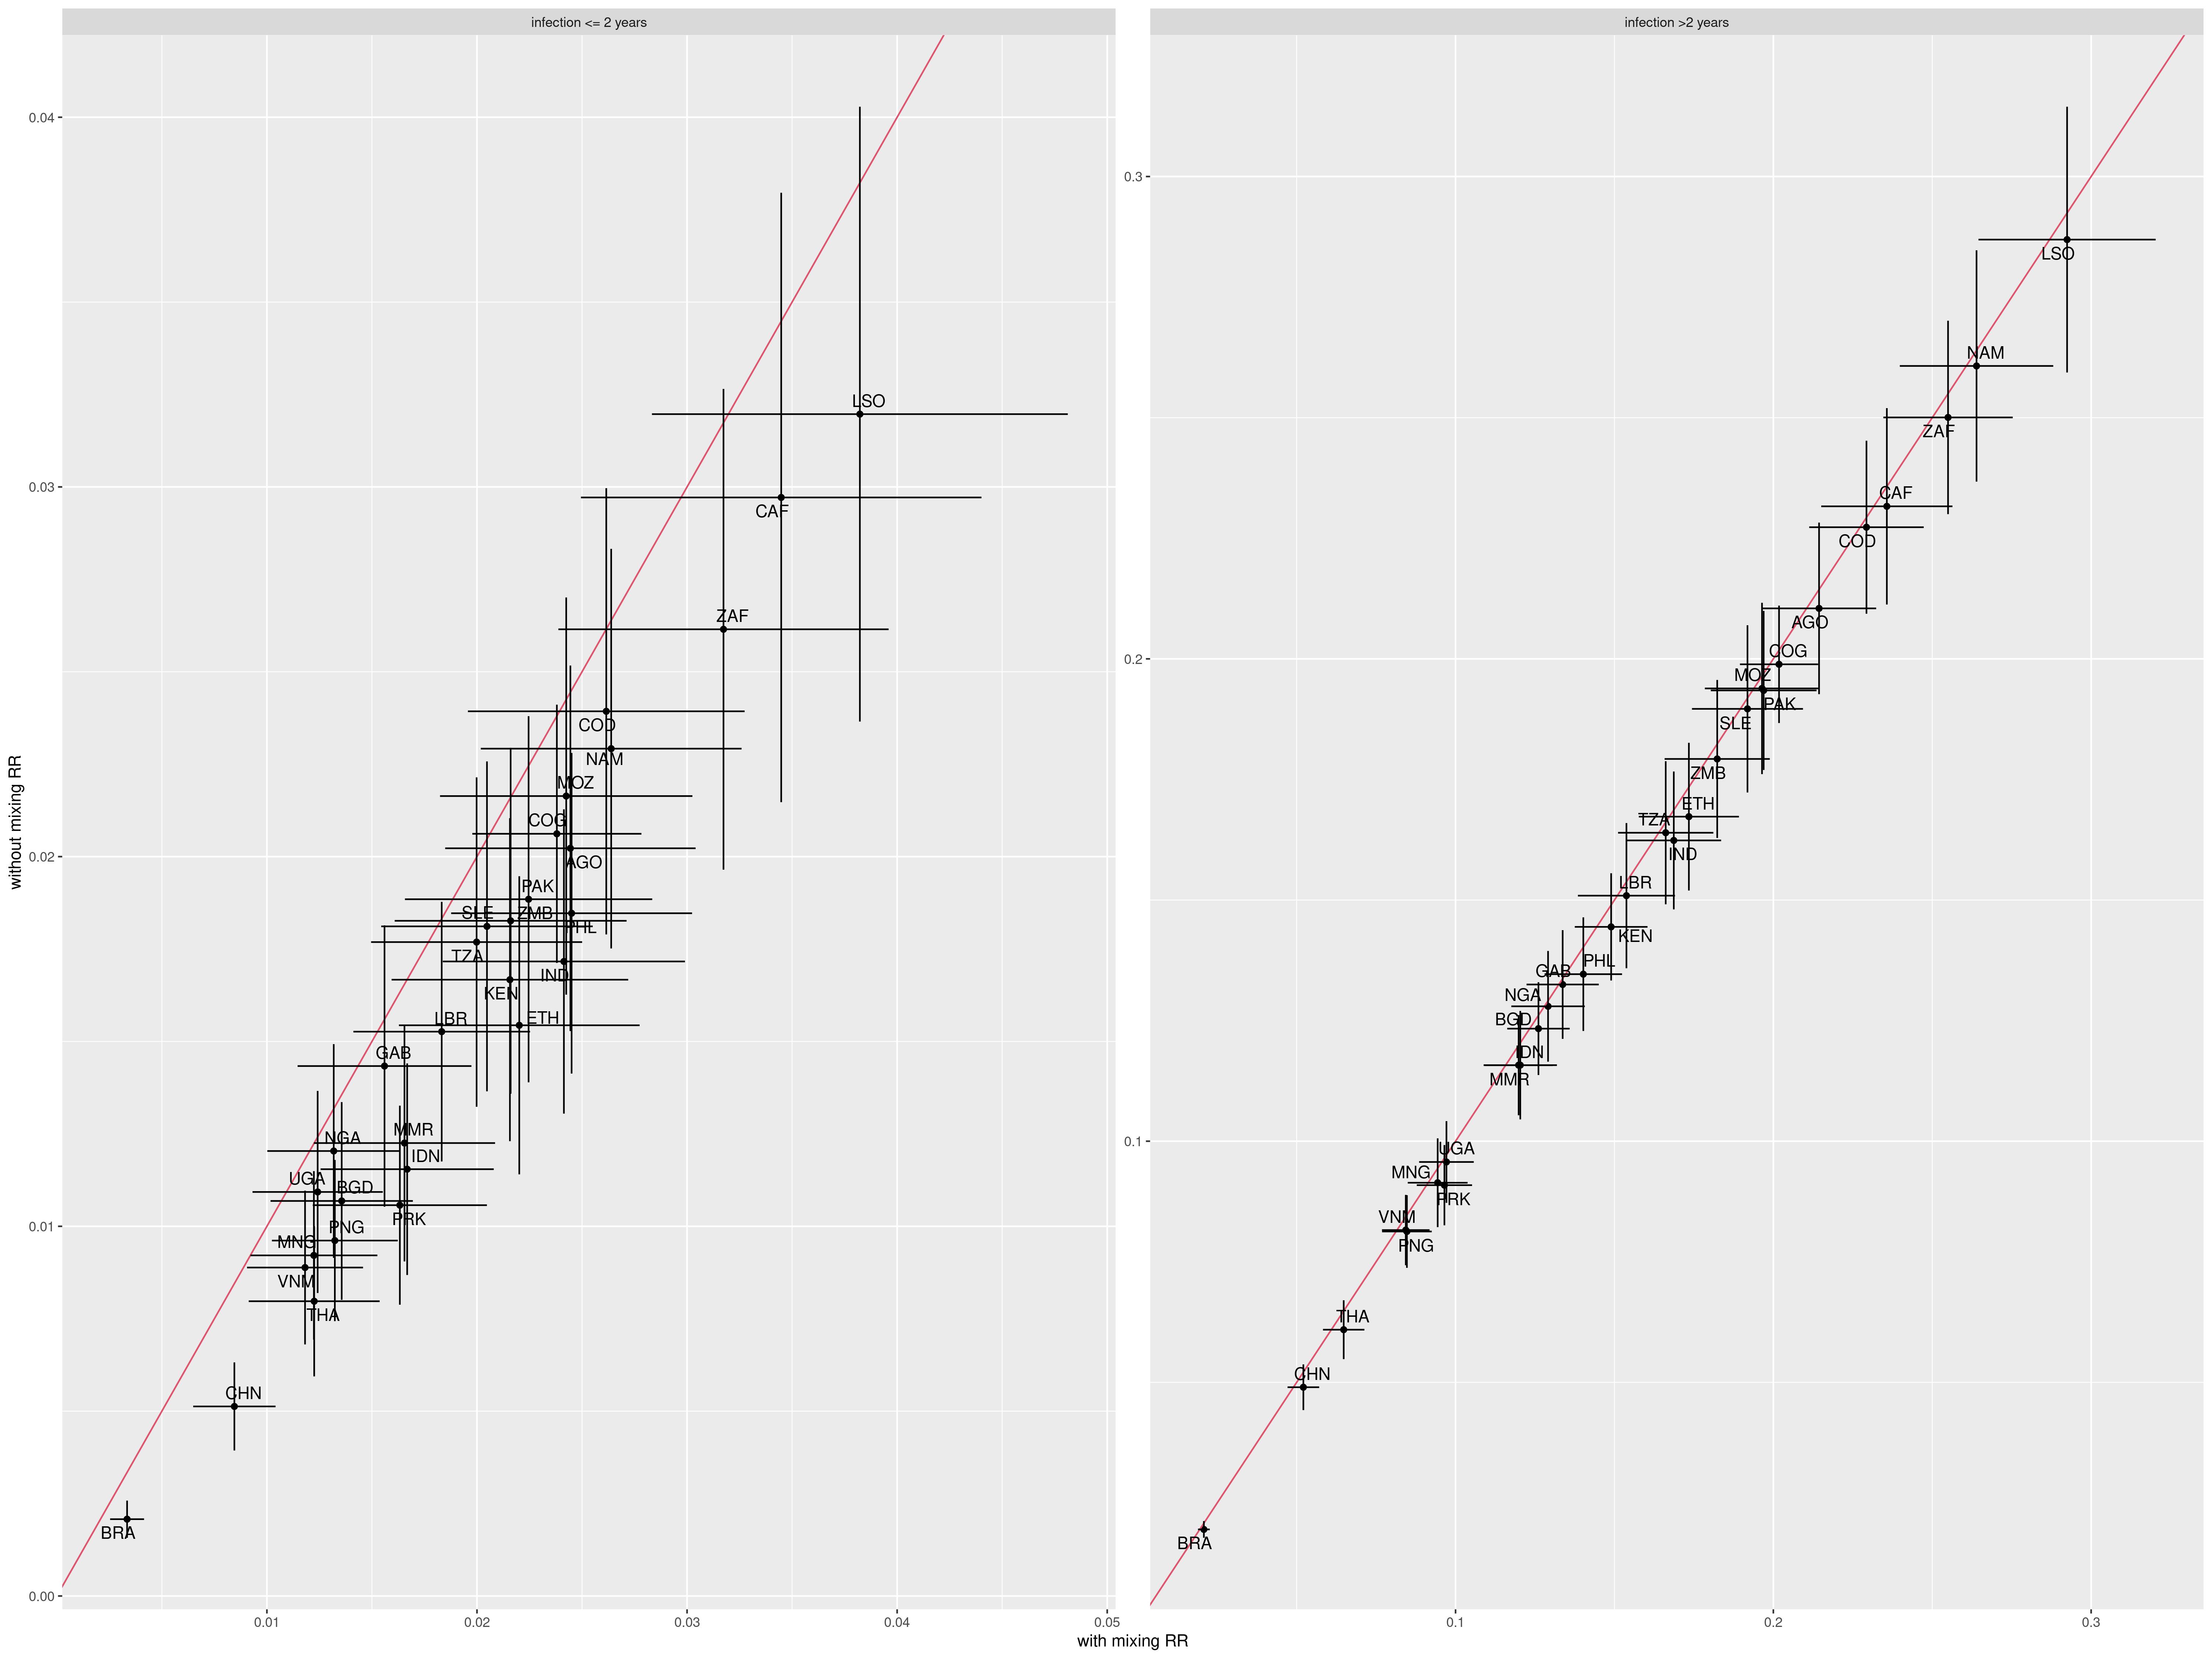 infection <= 2 years
infection >2 years
without mixing RR
0.04
0.03
0.02
0.01
0.00
LSO
CAF
ZAF
COD
NAM
MOZ
COG
AGO
PAK
SLE
ZMB
PHL
TZA
IND
KEN
ETH
LBR
GAB
MMR
NGA
IDN
UGA
BGD
PRK
PNG
MNG
VNM
THA
CHN
BRA
0.01
0.02
0.03
0.04
0.05
0.3
0.2
0.1
LSO
NAM
ZAF
CAF
COD
AGO
COG
MOZ
PAK
SLE
ZMB
ETH
TZA
IND
LBR
KEN
PHL
GAB
NGA
BGD
IDN
MMR
UGA
MNG
PRK
VNM
PNG
THA
CHN
BRA
0.1
0.2
0.3
with mixing RR